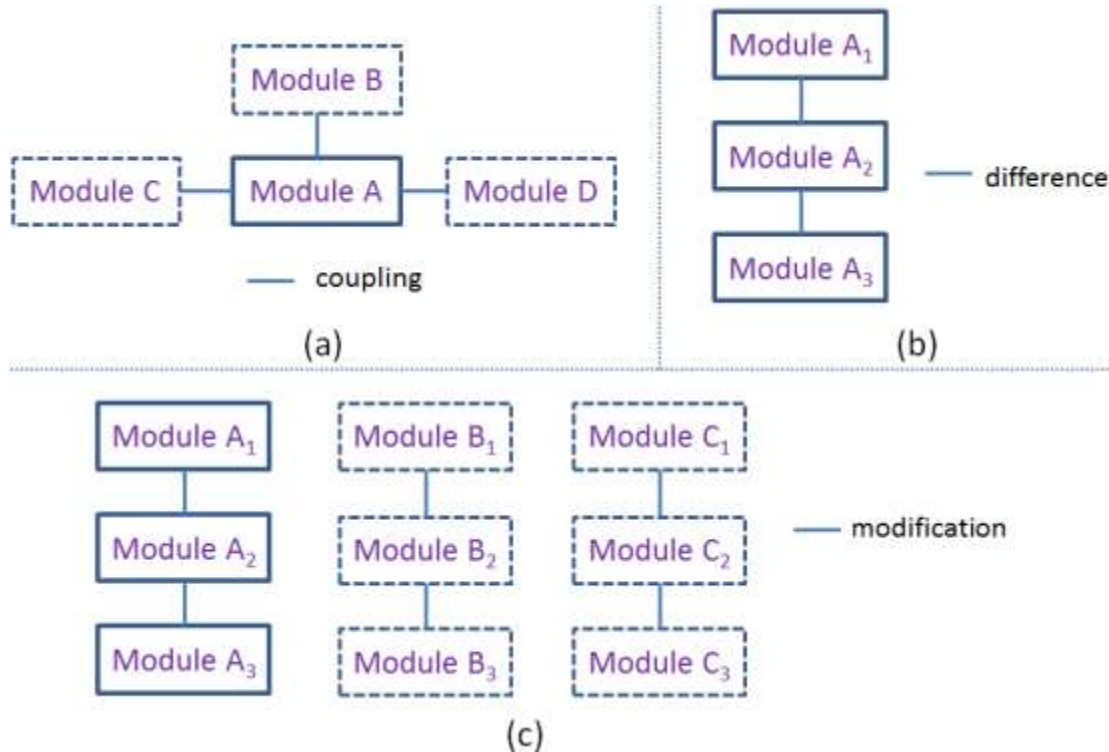 Module B
Module C
Module A
Module D
coupling
(a)
Module A₁
Module A₂
difference
Module A₃
(b)
Module A₁
Module B₁
Module C₁
Module A₂
Module B₂
Module C₂
modification
Module A₃
Module B₃
Module C₃
(c)